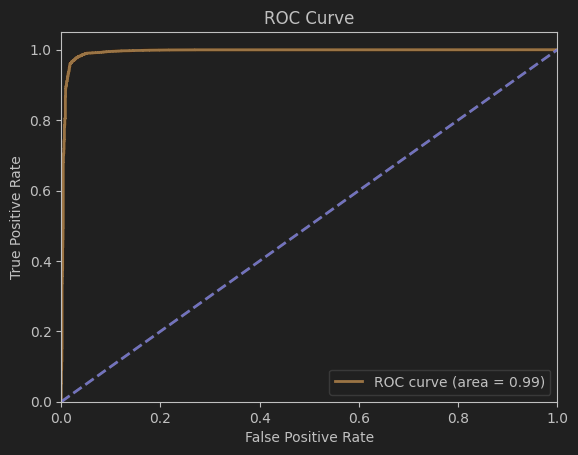 ROC Curve
True Positive Rate
1.0
0.8
0.6
0.4
0.2
0.0
0.0 0.2 0.4 0.6 0.8 1.0
False Positive Rate
ROC curve (area = 0.99)